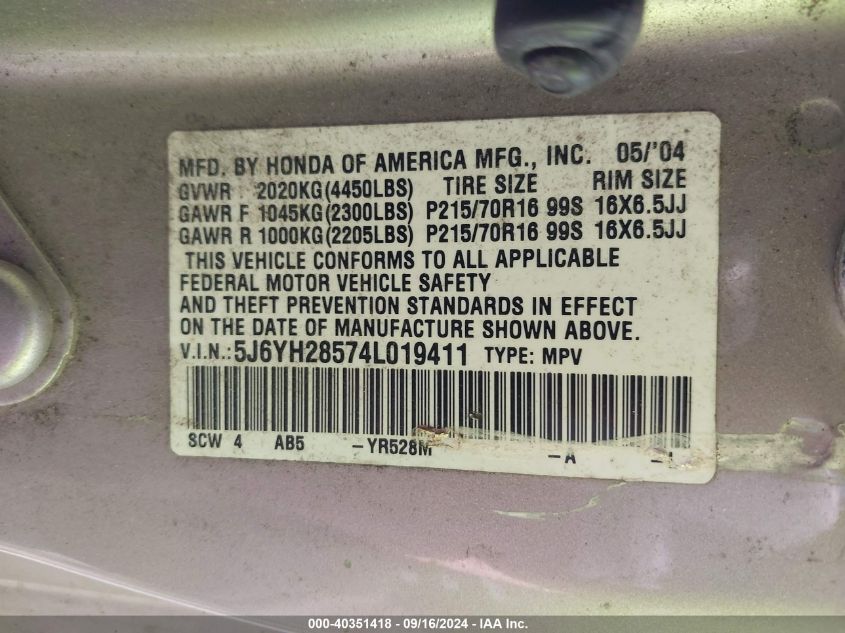 MFD. BY HONDA OF AMERICA MFG., INC. 05/'04
GVWR 2020KG(4450LBS) TIRE SIZE RIM SIZE
GAWR F 1045KG(2300LBS) P215/70R16 99S 16X6.5JJ
GAWR R 1000KG(2205LBS) P215/70R16 99S 16X6.5JJ
THIS VEHICLE CONFORMS TO ALL APPLICABLE
FEDERAL MOTOR VEHICLE SAFETY
AND THEFT PREVENTION STANDARDS IN EFFECT
ON THE DATE OF MANUFACTURE SHOWN ABOVE.
V.I.N.:5J6YH28574L019411 TYPE: MPV
SCW 4 AB5 -YR528M -A
000-40351418 - 09/16/2024 - IAA Inc.